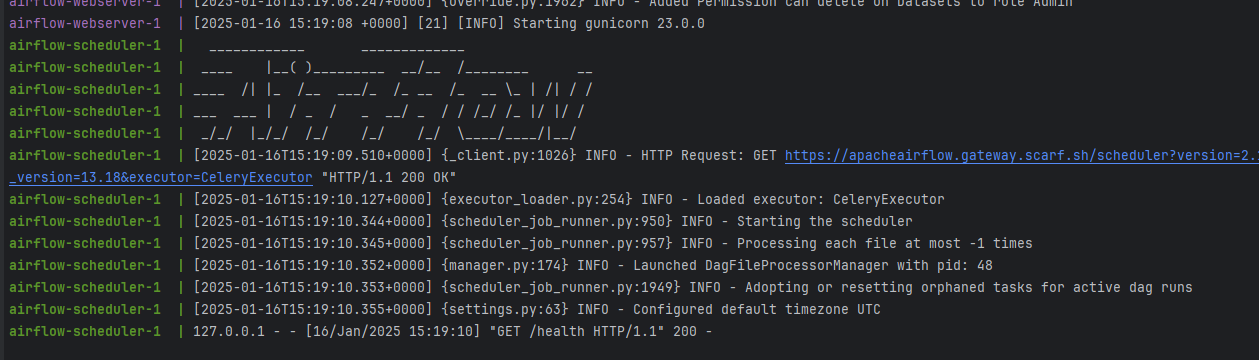 airflow-webserver-1  | [2025-01-16T15:19:08.247+0000] {override.py:1982} INFO - Added Permission can delete on Datasets to role Admin
airflow-webserver-1  | [2025-01-16 15:19:08 +0000] [21] [INFO] Starting gunicorn 23.0.0
airflow-scheduler-1  |   ____________       _____________
airflow-scheduler-1  |  ____    |__( )_________  __/__  /________      __
airflow-scheduler-1  | ____  /| |_  /__  ___/_  /_ __  /_  __ \_ | /| / /
airflow-scheduler-1  | ___  ___ |  / _  /   _  __/ _  / / /_/ /_ |/ |/ /
airflow-scheduler-1  |  _/_/  |_/_/  /_/    /_/    /_/  \____/____/|__/
airflow-scheduler-1  | [2025-01-16T15:19:09.510+0000] {_client.py:1026} INFO - HTTP Request: GET https://apacheairflow.gateway.scarf.sh/scheduler?version=2.
_version=13.18&executor=CeleryExecutor "HTTP/1.1 200 OK"
airflow-scheduler-1  | [2025-01-16T15:19:10.127+0000] {executor_loader.py:254} INFO - Loaded executor: CeleryExecutor
airflow-scheduler-1  | [2025-01-16T15:19:10.344+0000] {scheduler_job_runner.py:950} INFO - Starting the scheduler
airflow-scheduler-1  | [2025-01-16T15:19:10.345+0000] {scheduler_job_runner.py:957} INFO - Processing each file at most -1 times
airflow-scheduler-1  | [2025-01-16T15:19:10.352+0000] {manager.py:174} INFO - Launched DagFileProcessorManager with pid: 48
airflow-scheduler-1  | [2025-01-16T15:19:10.353+0000] {scheduler_job_runner.py:1949} INFO - Adopting or resetting orphaned tasks for active dag runs
airflow-scheduler-1  | [2025-01-16T15:19:10.355+0000] {settings.py:63} INFO - Configured default timezone UTC
airflow-scheduler-1  | 127.0.0.1 - - [16/Jan/2025 15:19:10] "GET /health HTTP/1.1" 200 -